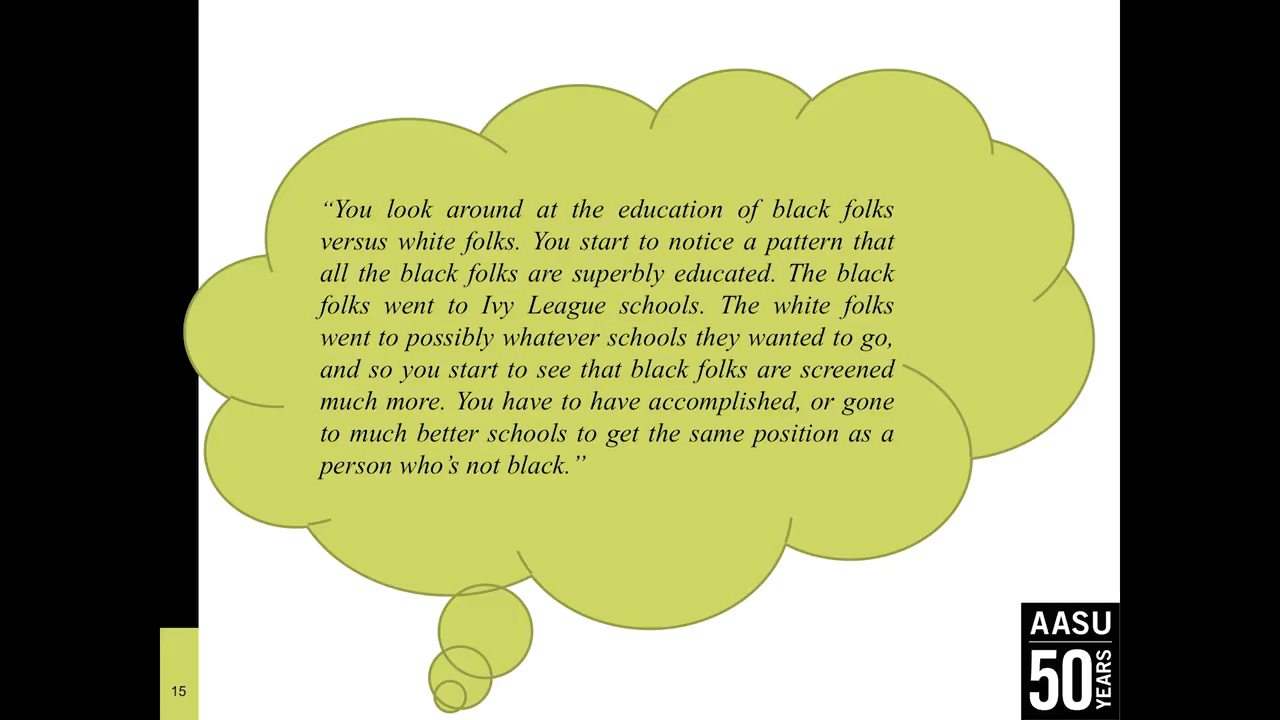 “You look around at the education of black folks
versus white folks. You start to notice a pattern that
all the black folks are superbly educated. The black
folks went to Ivy League schools. The white folks
went to possibly whatever schools they wanted to go,
and so you start to see that black folks are screened
much more. You have to have accomplished, or gone
to much better schools to get the same position as a
person who’s not black.”
15
AASU
50
YEARS